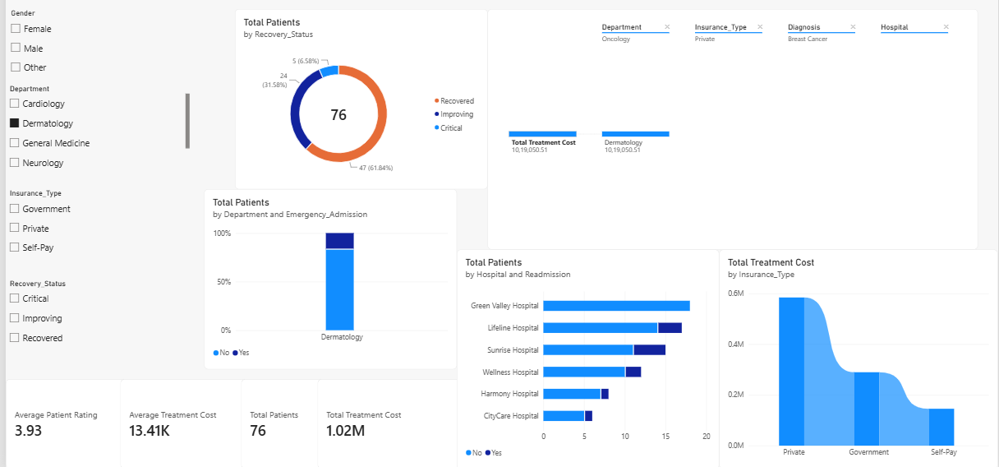 Gender
Female
Male
Other
Department
Cardiology
Dermatology
General Medicine
Neurology
Insurance_Type
Government
Private
Self-Pay
Recovery_Status
Critical
Improving
Recovered
Total Patients
by Recovery_Status
5 (6.58%)
24
(31.58%)
76
47 (61.84%)
Recovered
Improving
Critical
Department
Oncology
Insurance_Type
Private
Diagnosis
Breast Cancer
Hospital
Total Treatment Cost
10,19,050.51
Dermatology
10,19,050.51
Total Patients
by Department and Emergency_Admission
100%
50%
0%
Dermatology
No Yes
Total Patients
by Hospital and Readmission
Green Valley Hospital
Lifeline Hospital
Sunrise Hospital
Wellness Hospital
Harmony Hospital
CityCare Hospital
0 5 10 15 20
No Yes
Total Treatment Cost
by Insurance_Type
0.6M
0.4M
0.2M
0.0M
Private Government Self-Pay
Average Patient Rating
3.93
Average Treatment Cost
13.41K
Total Patients
76
Total Treatment Cost
1.02M